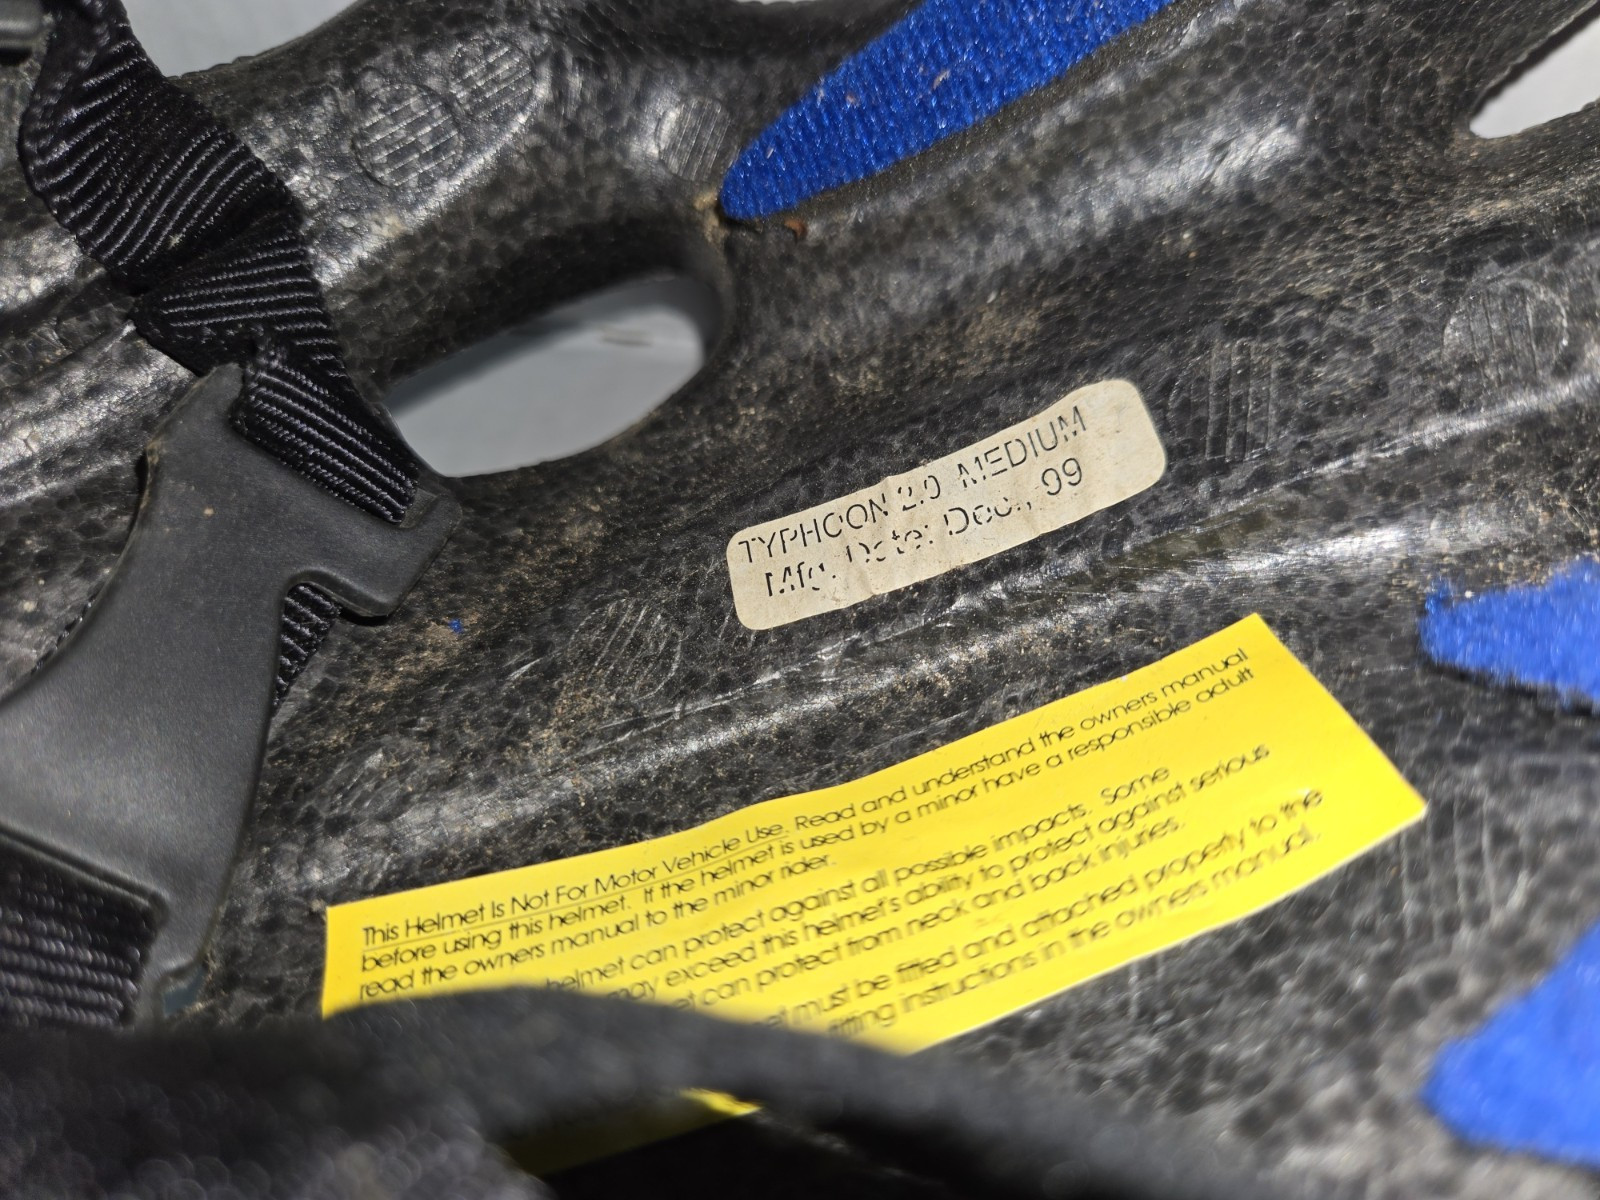 TYPHOON 2.0 MEDIUM
Mfg. Date: Dec., 99
This Helmet Is Not For Motor Vehicle Use. Read and understand the owners manual
before using this helmet. If the helmet is used by a minor have a responsible adult
read the owners manual to the minor rider.
helmet can protect against all possible impacts. Some
may exceed this helmet's ability to protect against serious
can protect from neck and back injuries.
must be fitted and attached property to the
fitting instructions in the owners manual.